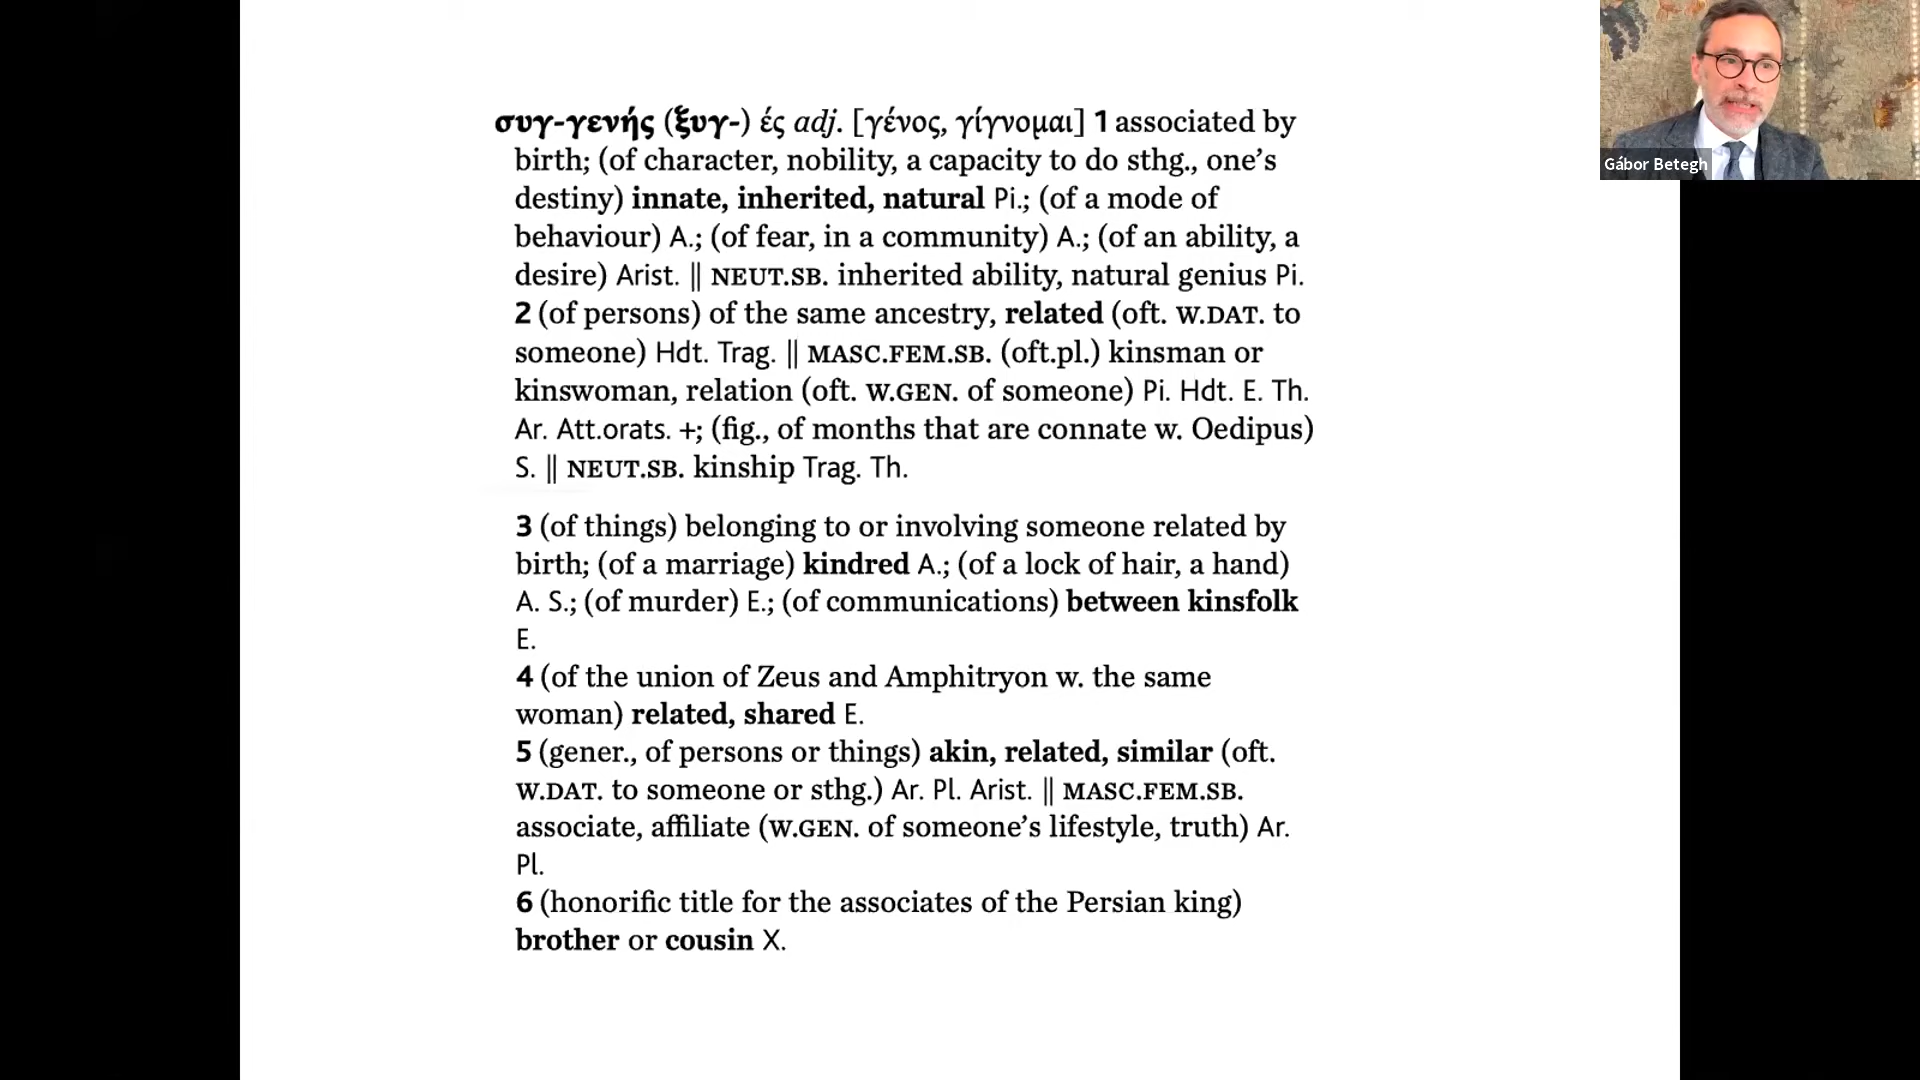 συγ-γενής (ξυγ-) ές adj. [γένος, γίγνομαι] 1 associated by
birth; (of character, nobility, a capacity to do sthg., one’s
destiny) innate, inherited, natural Pi.; (of a mode of
behaviour) A.; (of fear, in a community) A.; (of an ability, a
desire) Arist. || NEUT.SB. inherited ability, natural genius Pi.
2 (of persons) of the same ancestry, related (oft. W.DAT. to
someone) Hdt. Trag. || MASC.FEM.SB. (oft.pl.) kinsman or
kinswoman, relation (oft. W.GEN. of someone) Pi. Hdt. E. Th.
Ar. Att.orats. +; (fig., of months that are connate w. Oedipus)
S. || NEUT.SB. kinship Trag. Th.
3 (of things) belonging to or involving someone related by
birth; (of a marriage) kindred A.; (of a lock of hair, a hand)
A. S.; (of murder) E.; (of communications) between kinsfolk
E.
4 (of the union of Zeus and Amphitryon w. the same
woman) related, shared E.
5 (gener., of persons or things) akin, related, similar (oft.
W.DAT. to someone or sthg.) Ar. Pl. Arist. || MASC.FEM.SB.
associate, affiliate (W.GEN. of someone’s lifestyle, truth) Ar.
Pl.
6 (honorific title for the associates of the Persian king)
brother or cousin X.
Gábor Betegh